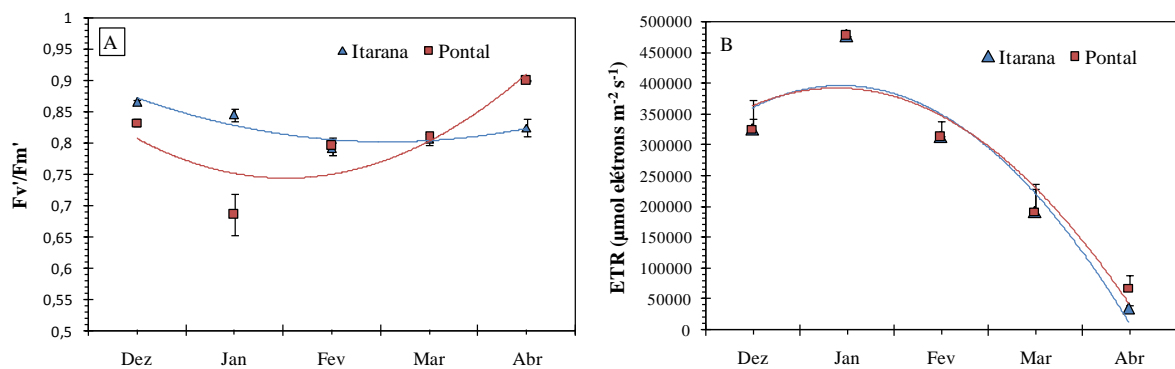 A
Itarana
Pontal
Fv'/Fm'
1
0,95
0,9
0,85
0,8
0,75
0,7
0,65
0,6
0,55
0,5
Dez Jan Fev Mar Abr
B
Itarana
Pontal
ETR (µmol elétrons m⁻² s⁻¹)
500000
450000
400000
350000
300000
250000
200000
150000
100000
50000
0
Dez Jan Fev Mar Abr